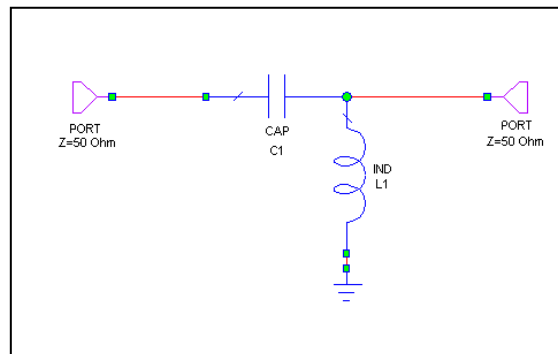 PORT
Z=50 Ohm
CAP
C1
IND
L1
PORT
Z=50 Ohm